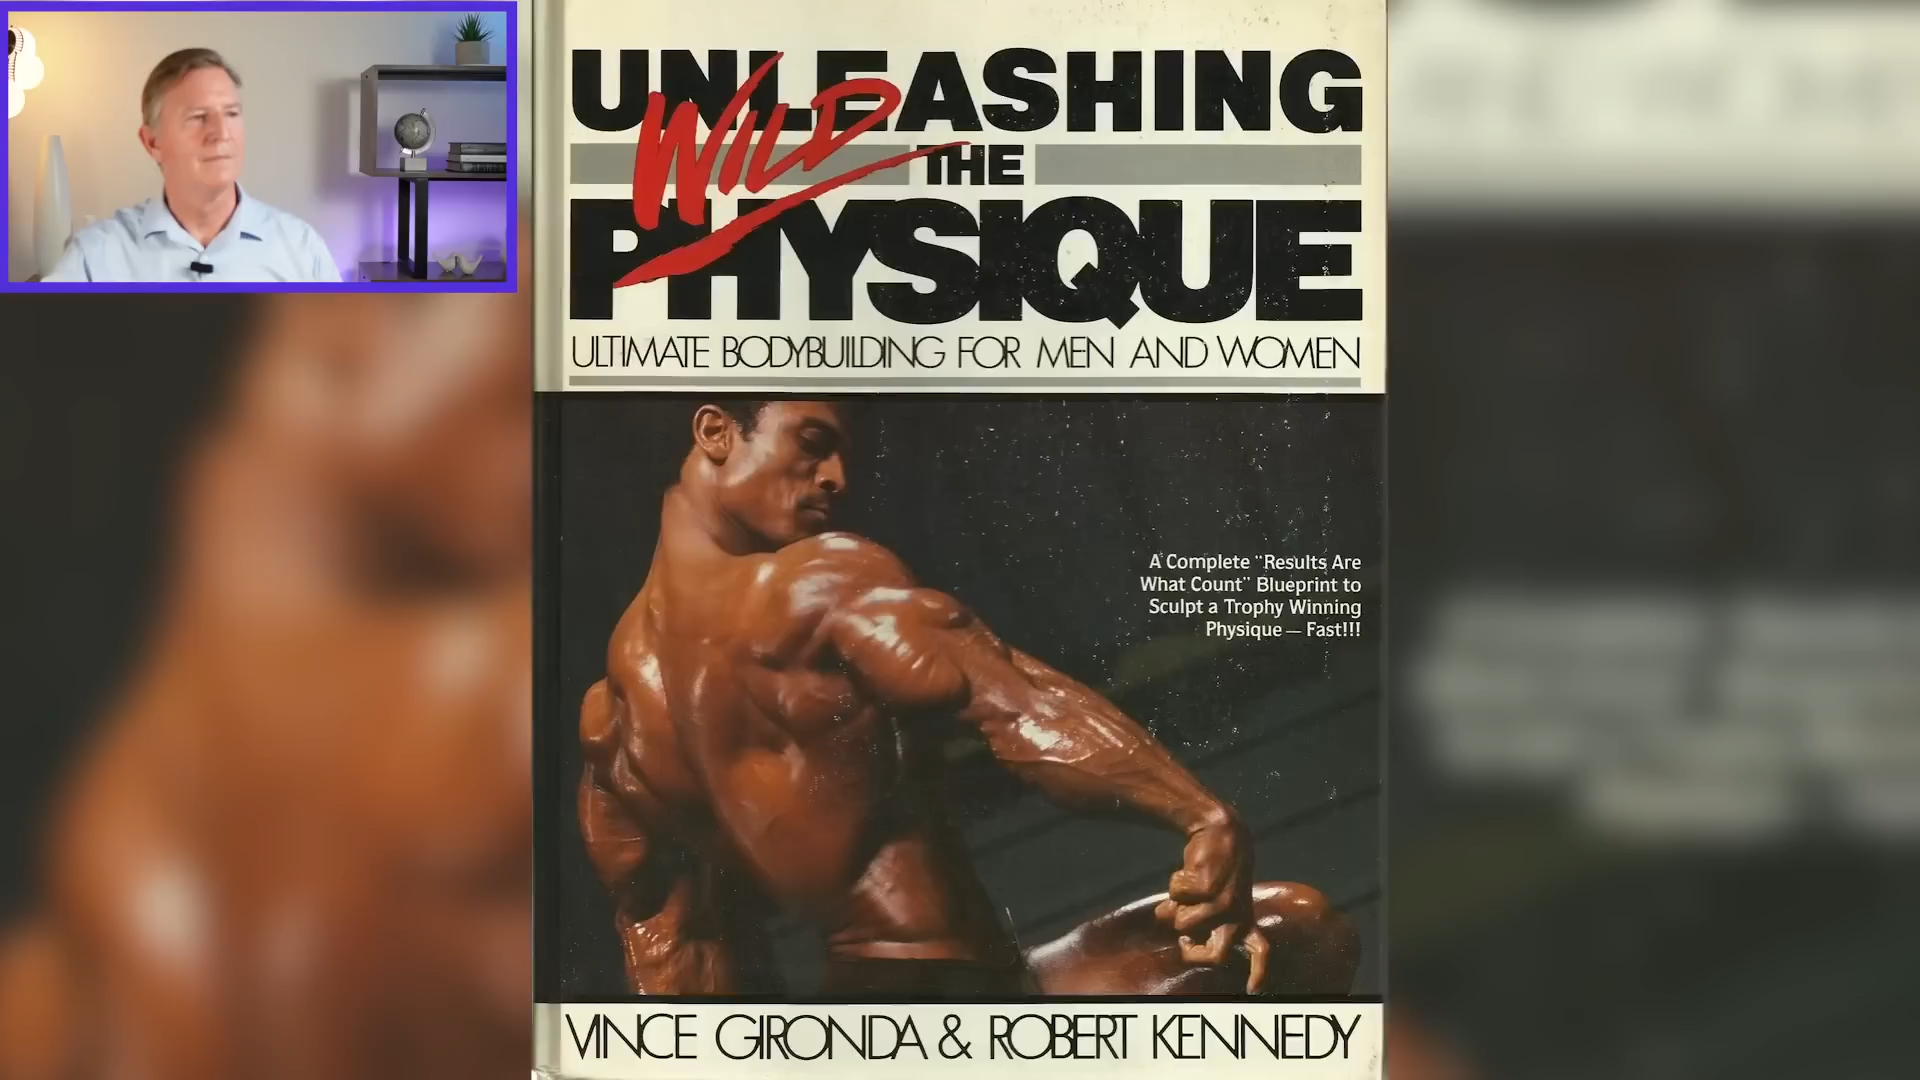 UNLEASHING
WILD
THE
PHYSIQUE
ULTIMATE BODYBUILDING FOR MEN AND WOMEN
A Complete "Results Are
What Count" Blueprint to
Sculpt a Trophy Winning
Physique — Fast!!!
VINCE GIRONDA & ROBERT KENNEDY